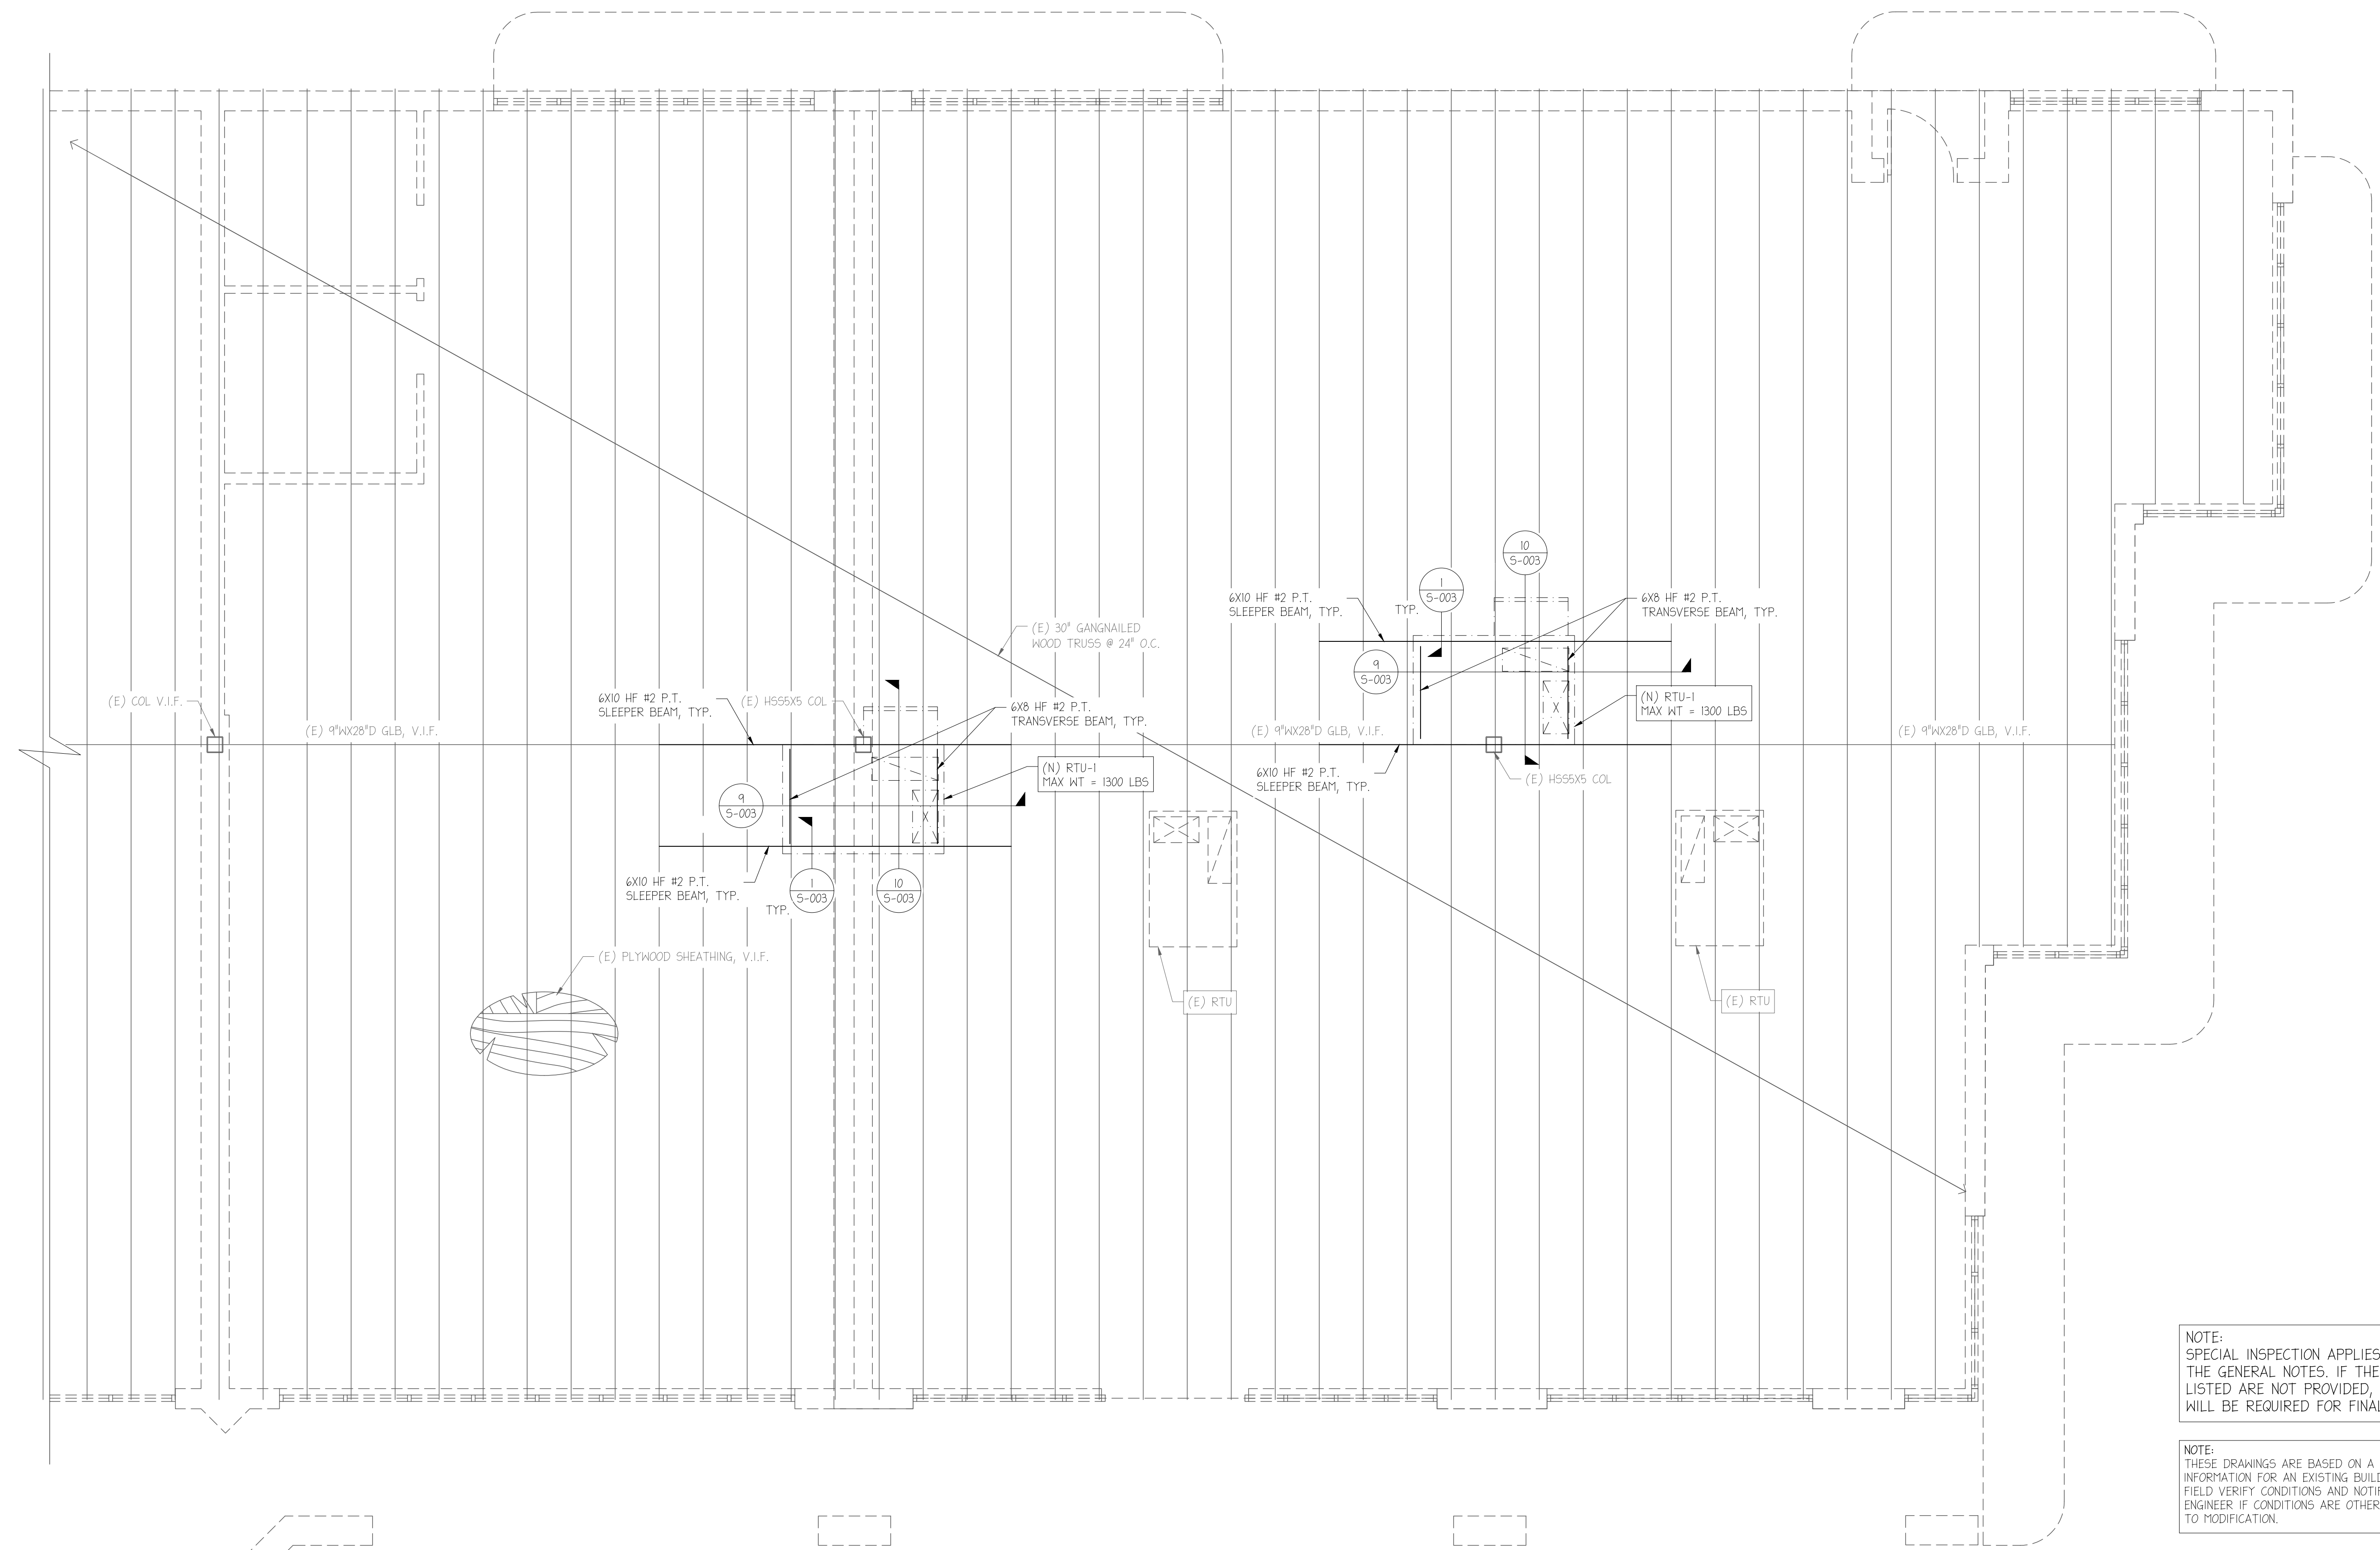 10
S-003
1
S-003
6X10 HF #2 P.T.
SLEEPER BEAM, TYP.
TYP.
6X8 HF #2 P.T.
TRANSVERSE BEAM, TYP.
(E) 30" GANGNAILED
WOOD TRUSS @ 24" O.C.
9
S-003
(N) RTU-1
MAX WT = 1300 LBS
(E) COL V.I.F.
6X10 HF #2 P.T.
SLEEPER BEAM, TYP.
(E) HSS5X5 COL
6X8 HF #2 P.T.
TRANSVERSE BEAM, TYP.
(E) 9"WX28"D GLB, V.I.F.
(E) 9"WX28"D GLB, V.I.F.
(E) 9"WX28"D GLB, V.I.F.
(N) RTU-1
MAX WT = 1300 LBS
6X10 HF #2 P.T.
SLEEPER BEAM, TYP.
(E) HSS5X5 COL
9
S-003
6X10 HF #2 P.T.
SLEEPER BEAM, TYP.
TYP.
1
S-003
10
S-003
(E) PLYWOOD SHEATHING, V.I.F.
(E) RTU
(E) RTU
NOTE:
SPECIAL INSPECTION APPLIES
THE GENERAL NOTES. IF THE
LISTED ARE NOT PROVIDED,
WILL BE REQUIRED FOR FINAL
NOTE:
THESE DRAWINGS ARE BASED ON A
INFORMATION FOR AN EXISTING BUILD
FIELD VERIFY CONDITIONS AND NOTIF
ENGINEER IF CONDITIONS ARE OTHER
TO MODIFICATION.